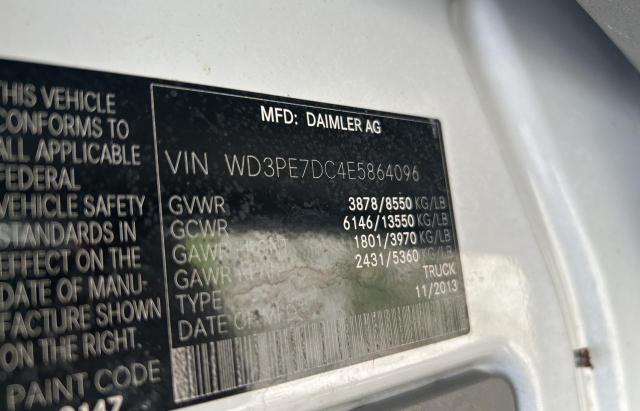 THIS VEHICLE
CONFORMS TO
ALL APPLICABLE
FEDERAL
VEHICLE SAFETY
STANDARDS IN
EFFECT ON THE
DATE OF MANU-
FACTURE SHOWN
ON THE RIGHT.
PAINT CODE
MFD: DAIMLER AG
VIN WD3PE7DC4E5864096
GVWR 3878/8550 KG/LB
GCWR 6146/13550 KG/LB
GAWR 1801/3970 KG/LB
GAWR 2431/5360 KG/LB
TYPE TRUCK
DATE OF 11/2013